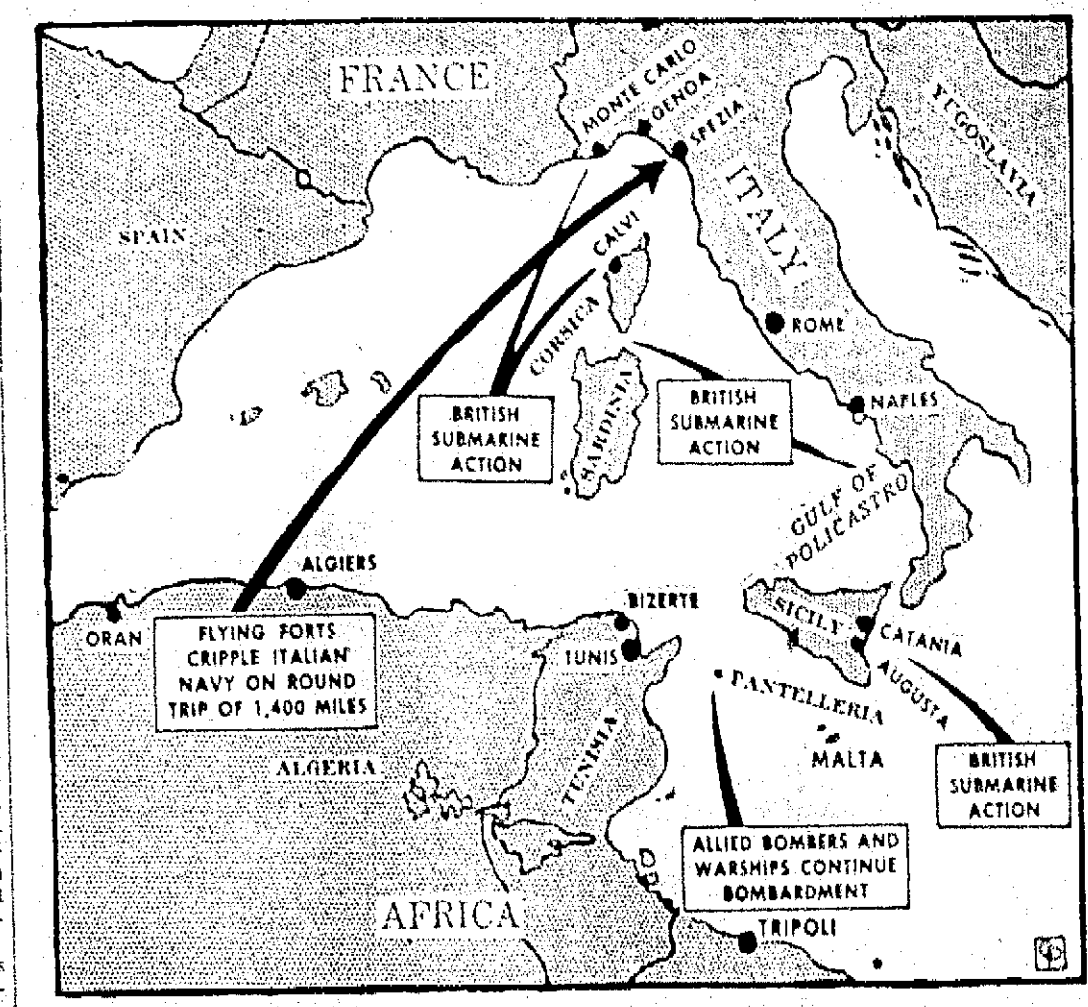 FRANCE
MONTE CARLO
GENOA
SPEZIA
YUGOSLAVIA
SPAIN
ITALY
CALVI
CORSICA
ROME
BRITISH
SUBMARINE
ACTION
SARDINIA
BRITISH
SUBMARINE
ACTION
NAPLES
GULF OF
POLICASTRO
ALGIERS
ORAN
FLYING FORTS
CRIPPLE ITALIAN
NAVY ON ROUND
TRIP OF 1,400 MILES
BIZERTE
TUNIS
SICILY
CATANIA
AUGUSTA
PASTELLERIA
MALTA
ALGERIA
TUNISIA
BRITISH
SUBMARINE
ACTION
ALLIED BOMBERS AND
WARSHIPS CONTINUE
BOMBARDMENT
AFRICA
TRIPOLI